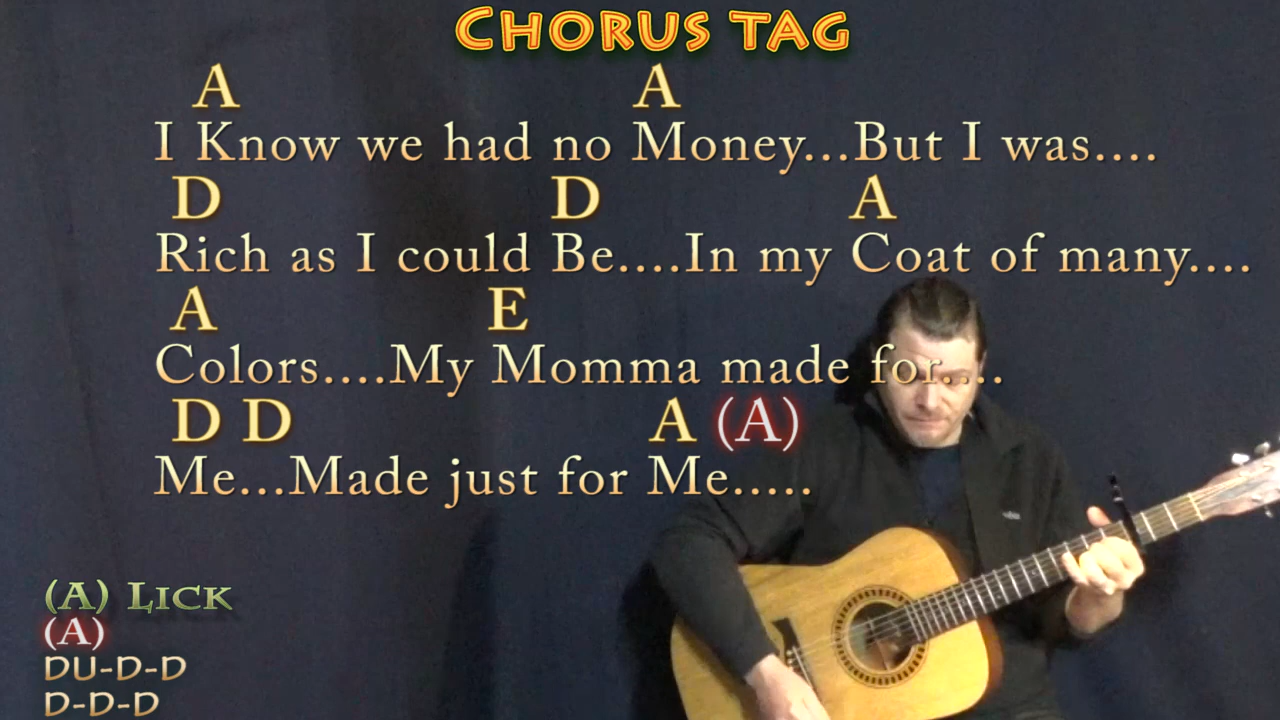 CHORUS TAG
A A
I Know we had no Money...But I was....
D D A
Rich as I could Be....In my Coat of many....
A E
Colors....My Momma made for....
D D A (A)
Me...Made just for Me.....
(A) LICK
(A)
DU-D-D
D-D-D